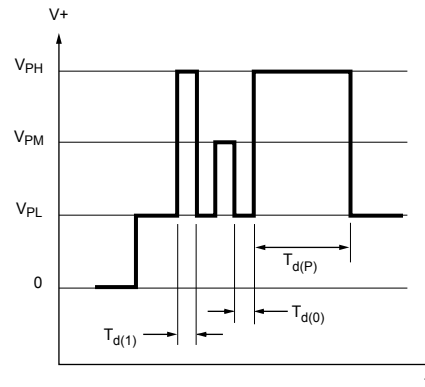 V+
VPH
VPM
VPL
0
Td(P)
Td(0)
Td(1)